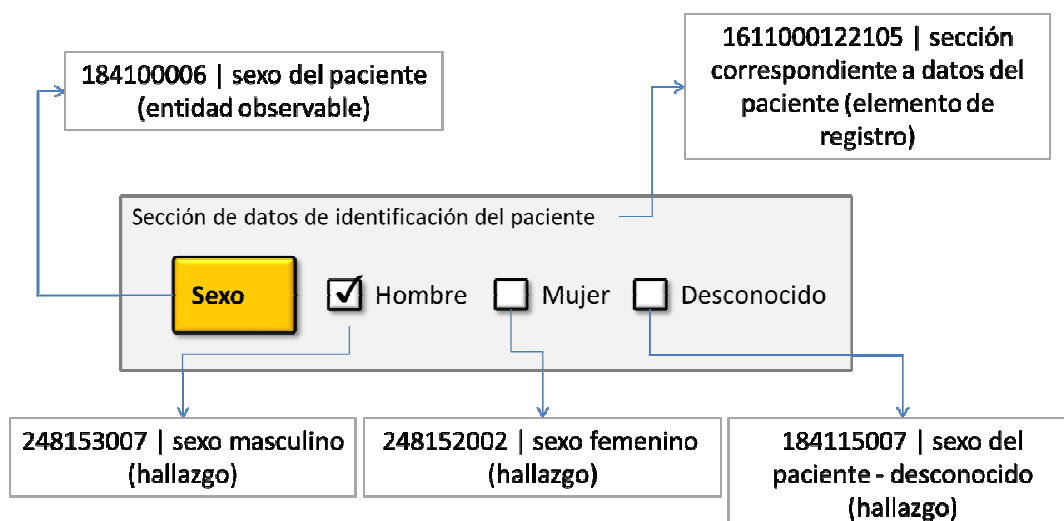 1611000122105 | sección
correspondiente a datos del
paciente (elemento de
registro)
184100006 | sexo del paciente
(entidad observable)
Sección de datos de identificación del paciente
Sexo
Hombre
Mujer
Desconocido
248153007 | sexo masculino
(hallazgo)
248152002 | sexo femenino
(hallazgo)
184115007 | sexo del
paciente - desconocido
(hallazgo)